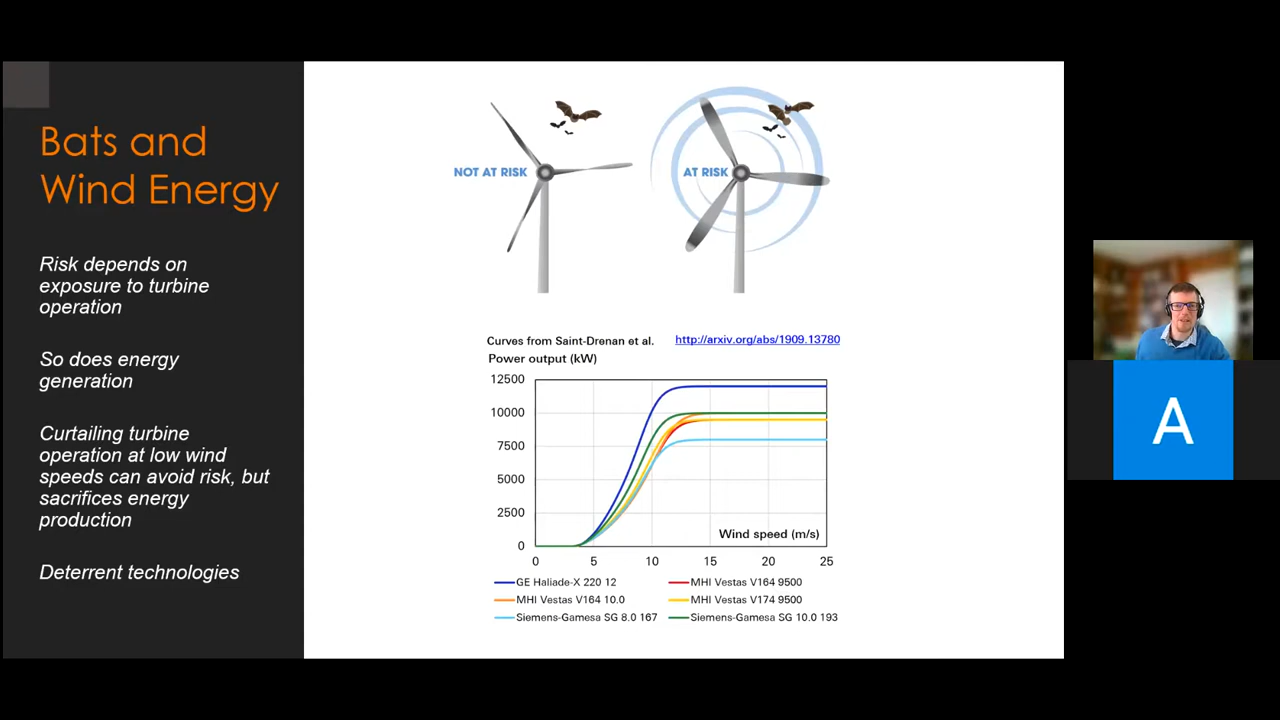 Bats and
Wind Energy
Risk depends on
exposure to turbine
operation
So does energy
generation
Curtailing turbine
operation at low wind
speeds can avoid risk, but
sacrifices energy
production
Deterrent technologies
NOT AT RISK
AT RISK
Curves from Saint-Drenan et al. http://arxiv.org/abs/1909.13780
Power output (kW)
12500
10000
7500
5000
2500
0
Wind speed (m/s)
0 5 10 15 20 25
GE Haliade-X 220 12 MHI Vestas V164 9500
MHI Vestas V164 10.0 MHI Vestas V174 9500
Siemens-Gamesa SG 8.0 167 Siemens-Gamesa SG 10.0 193
A